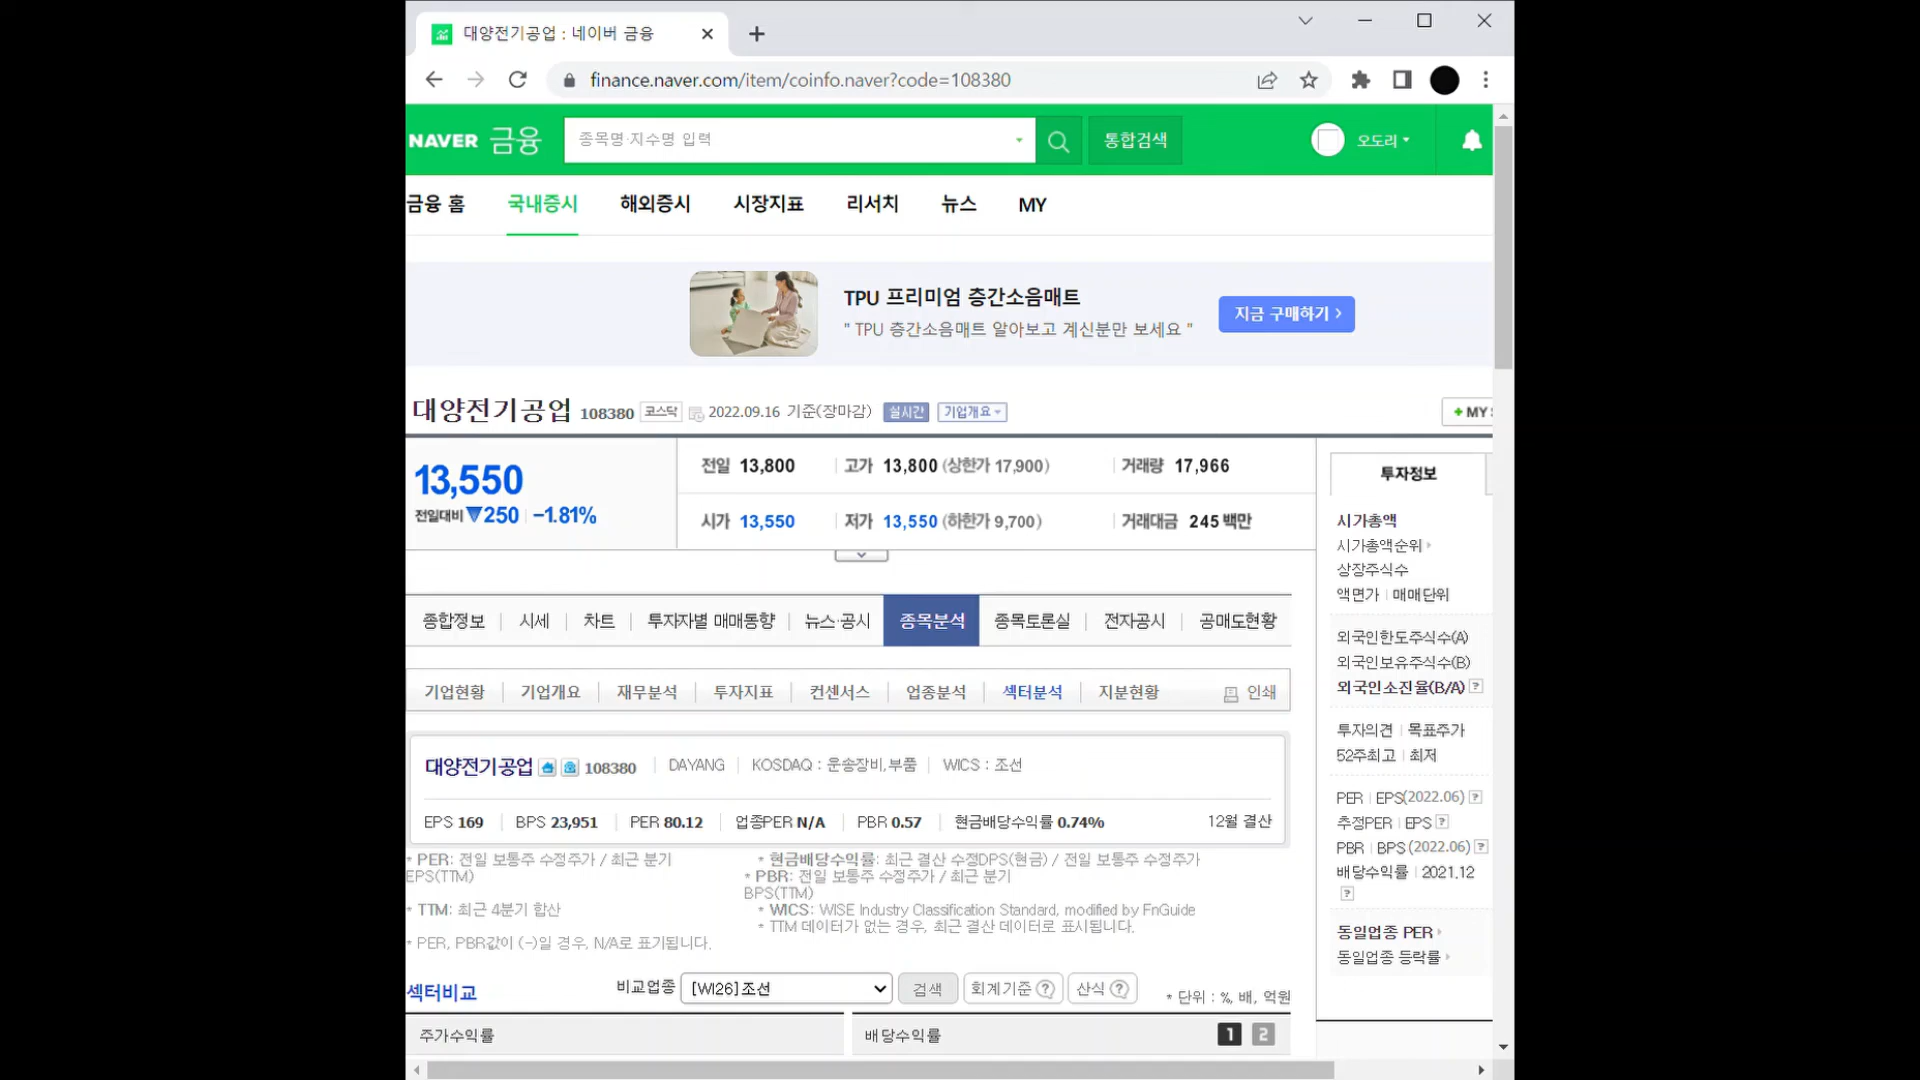 대양전기공업 : 네이버 금융
finance.naver.com/item/coinfo.naver?code=108380
NAVER 금융 종목명·지수명 입력 통합검색 오도리
금융 홈 국내증시 해외증시 시장지표 리서치 뉴스 MY
TPU 프리미엄 층간소음매트
" TPU 층간소음매트 알아보고 계신분만 보세요 "
지금 구매하기 >
대양전기공업 108380 코스닥 2022.09.16 기준(장마감) 실시간 기업개요
+ MY
13,550
전일대비 ▼250 -1.81%
전일 13,800 고가 13,800 (상한가 17,900) 거래량 17,966
시가 13,550 저가 13,550 (하한가 9,700) 거래대금 245 백만
종합정보 시세 차트 투자자별 매매동향 뉴스·공시 종목분석 종목토론실 전자공시 공매도현황
기업현황 기업개요 재무분석 투자지표 컨센서스 업종분석 섹터분석 지분현황 인쇄
대양전기공업 108380 DAYANG KOSDAQ : 운송장비,부품 WICS : 조선
EPS 169 BPS 23,951 PER 80.12 업종PER N/A PBR 0.57 현금배당수익률 0.74% 12월 결산
* PER: 전일 보통주 수정주가 / 최근 분기
EPS(TTM)
* TTM: 최근 4분기 합산
* PER, PBR값이 (-)일 경우, N/A로 표기됩니다.
* 현금배당수익률: 최근 결산 수정DPS(현금) / 전일 보통주 수정주가
* PBR: 전일 보통주 수정주가 / 최근 분기
BPS(TTM)
* WICS: WISE Industry Classification Standard, modified by FnGuide
* TTM 데이터가 없는 경우, 최근 결산 데이터로 표시됩니다.
섹터비교 비교업종 [WI26]조선 검색 회계기준 ? 산식 ? * 단위 : %, 배, 억원
주가수익률
배당수익률 1 2
투자정보
시가총액
시가총액순위
상장주식수
액면가 매매단위
외국인한도주식수(A)
외국인보유주식수(B)
외국인소진율(B/A) ?
투자의견 목표주가
52주최고 최저
PER EPS(2022.06) ?
추정PER EPS ?
PBR BPS (2022.06) ?
배당수익률 2021.12
?
동일업종 PER
동일업종 등락률